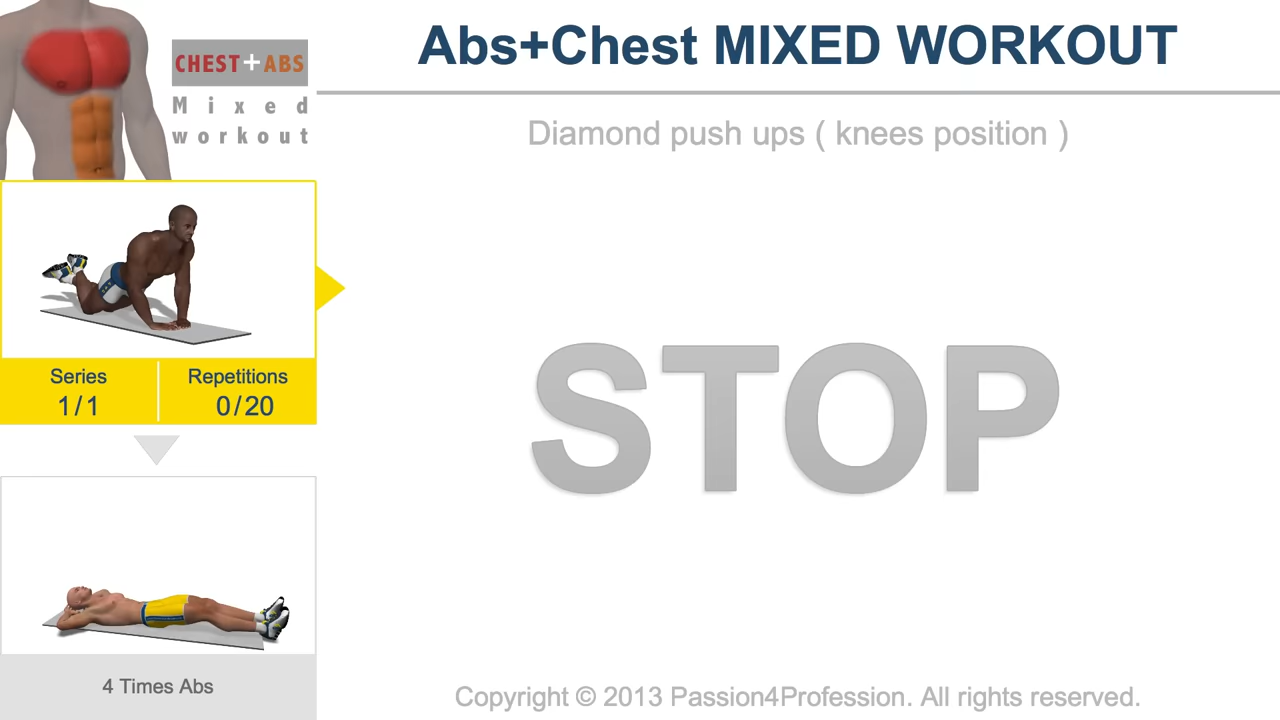 Abs+Chest MIXED WORKOUT
CHEST+ABS
Mixed
workout
Diamond push ups ( knees position )
STOP
Series
1/1
Repetitions
0/20
4 Times Abs
Copyright © 2013 Passion4Profession. All rights reserved.